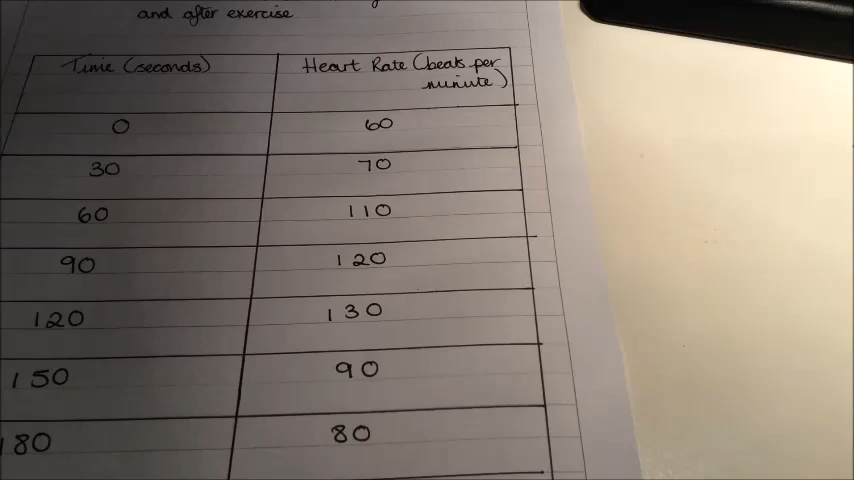 and after exercise
Time (seconds) Heart Rate (beats per
minute)
0 60
30 70
60 110
90 120
120 130
150 90
180 80